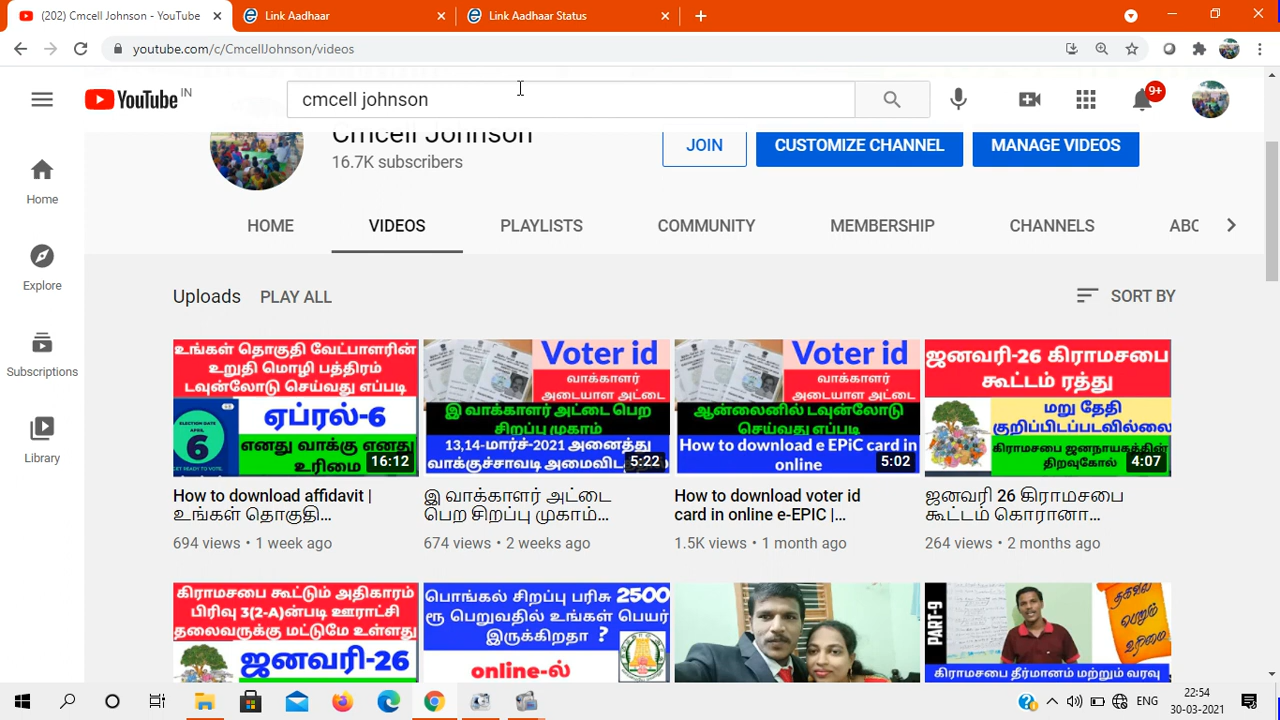 (202) Cmcell Johnson - YouTube
Link Aadhaar
Link Aadhaar Status
youtube.com/c/CmcellJohnson/videos
YouTube IN
cmcell johnson
9+
Cmcell Johnson
16.7K subscribers
JOIN
CUSTOMIZE CHANNEL
MANAGE VIDEOS
HOME
VIDEOS
PLAYLISTS
COMMUNITY
MEMBERSHIP
CHANNELS
ABC
Home
Explore
Subscriptions
Library
Uploads
PLAY ALL
SORT BY
உங்கள் தொகுதி வேட்பாளரின்
உறுதி மொழி பத்திரம்
டவுன்லோடு செய்வது எப்படி
ELECTION DATE
APRIL
6
GET READY TO VOTE
ஏப்ரல்-6
எனது வாக்கு எனது
உரிமை
16:12
How to download affidavit |
உங்கள் தொகுதி...
694 views • 1 week ago
Voter id
வாக்காளர்
அடையாள அட்டை
இ வாக்காளர் அட்டை பெற
சிறப்பு முகாம்
13,14-மார்ச்-2021 அனைத்து
5:22
இ வாக்காளர் அட்டை
பெற சிறப்பு முகாம்...
674 views • 2 weeks ago
Voter id
வாக்காளர்
அடையாள அட்டை
ஆன்லைனில் டவுன்லோடு
செய்வது எப்படி
How to download e EPiC card in
online
5:02
How to download voter id
card in online e-EPIC |...
1.5K views • 1 month ago
ஜனவரி-26 கிராமசபை
கூட்டம் ரத்து
மறு தேதி
குறிப்பிடப்படவில்லை
கிராமசபை ஜனநாயகத்தின்
திறவுகோல்
4:07
ஜனவரி 26 கிராமசபை
கூட்டம் கொரானா...
264 views • 2 months ago
கிராமசபை கூட்டும் அதிகாரம்
பிரிவு 3(2-A)ன்படி ஊராட்சி
தலைவருக்கு மட்டுமே உள்ளது
ஜனவரி-26
பொங்கல் சிறப்பு பரிசு 2500
ரூ பெறுவதில் உங்கள் பெயர்
இருக்கிறதா ?
online-ல்
PART-9
தகவல்
பெறும்
உரிமை
கிராமசபை தீர்மானம் மற்றும் வரவு
ENG
22:54
30-03-2021